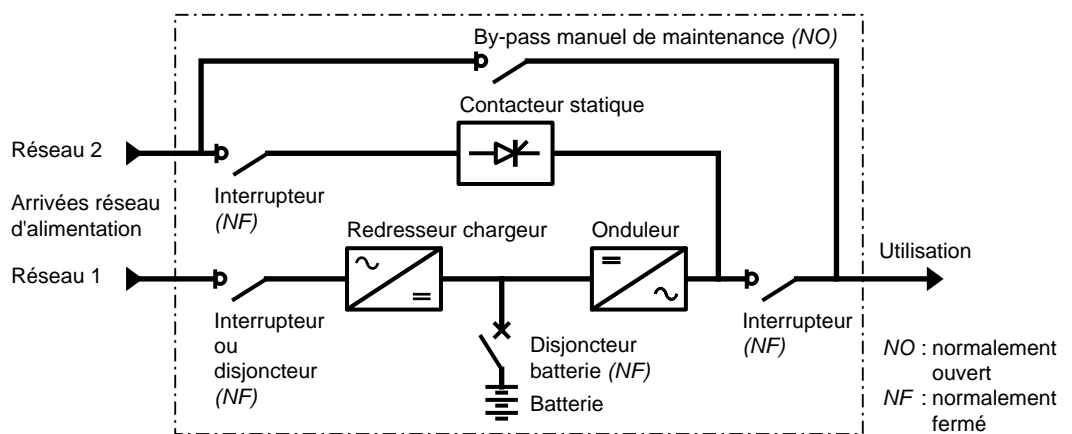 By-pass manuel de maintenance (NO)
Contacteur statique
Réseau 2
Interrupteur
(NF)
Arrivées réseau
d'alimentation
Redresseur chargeur
Onduleur
Utilisation
Réseau 1
Interrupteur
ou
disjoncteur
(NF)
Disjoncteur
batterie (NF)
Batterie
Interrupteur
(NF)
NO : normalement
ouvert
NF : normalement
fermé